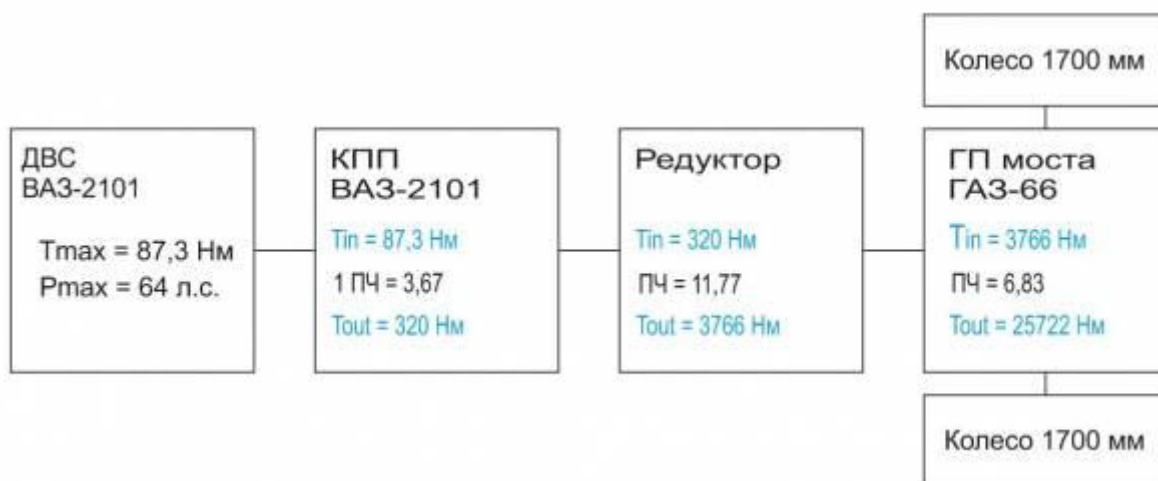 Колесо 1700 мм
ДВС
ВАЗ-2101
Tmax = 87,3 Нм
Pmax = 64 л.с.
КПП
ВАЗ-2101
Tin = 87,3 Нм
1 ПЧ = 3,67
Tout = 320 Нм
Редуктор
Tin = 320 Нм
ПЧ = 11,77
Tout = 3766 Нм
ГП моста
ГАЗ-66
Tin = 3766 Нм
ПЧ = 6,83
Tout = 25722 Нм
Колесо 1700 мм